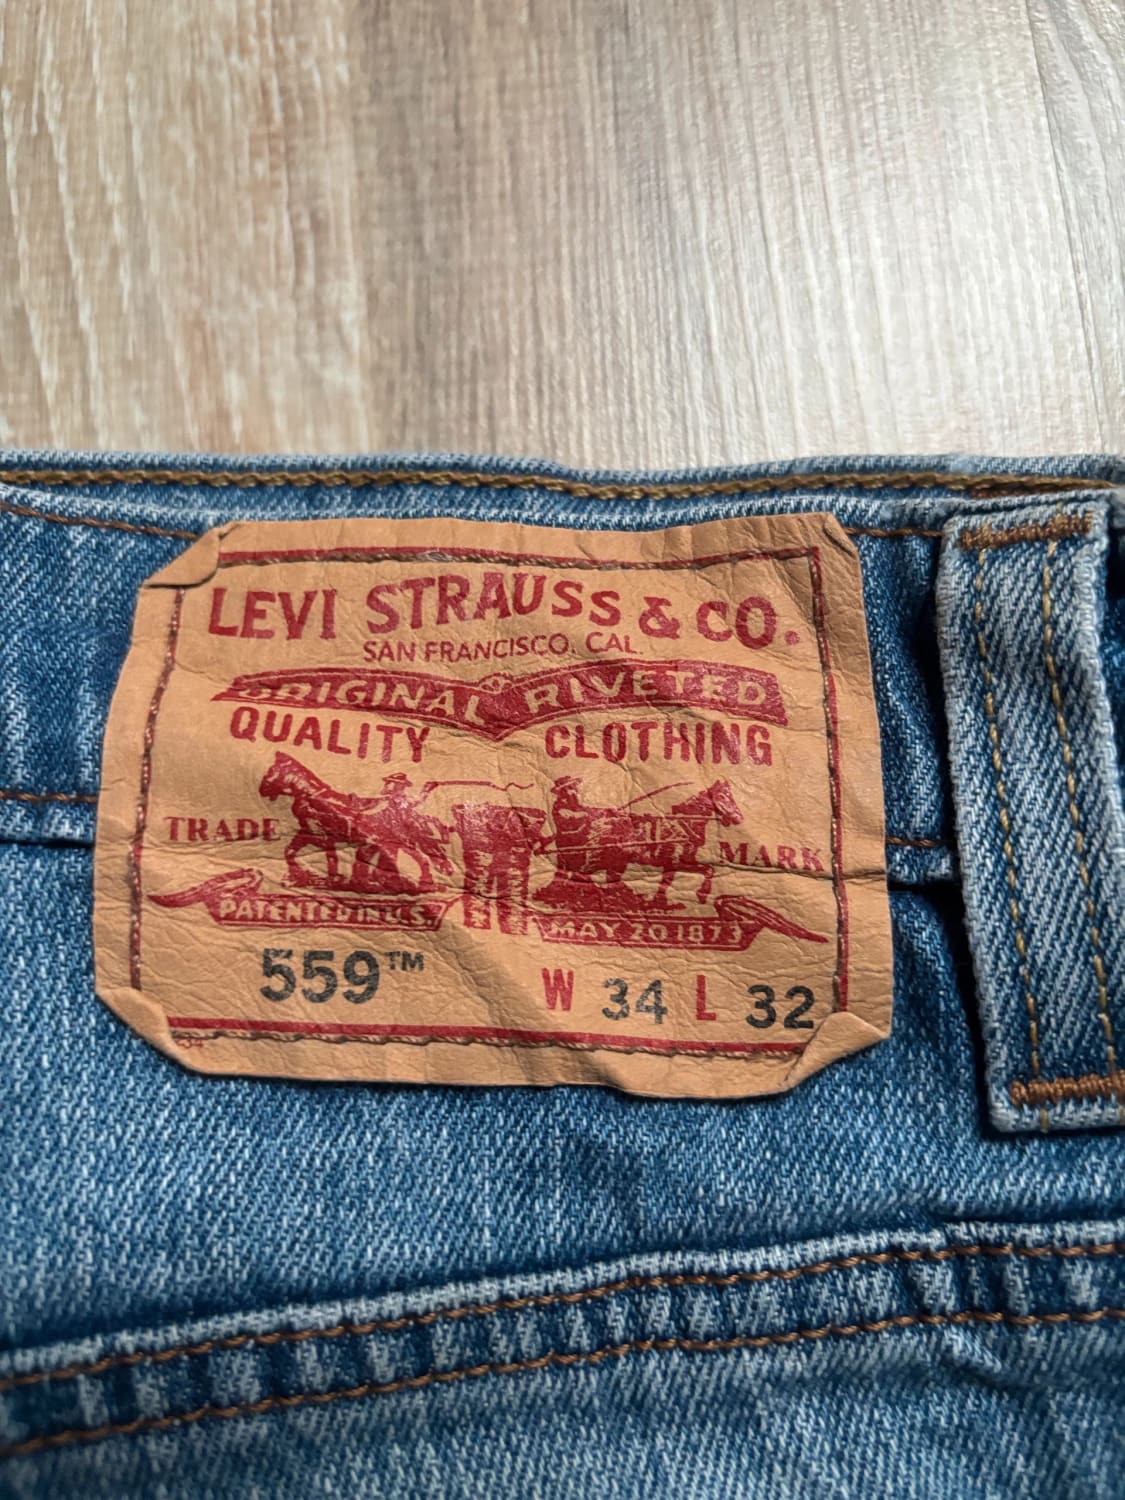 LEVI STRAUSS & CO.
SAN FRANCISCO, CAL.
ORIGINAL RIVETED
QUALITY CLOTHING
TRADE MARK
PATENTED IN U.S. MAY 20 1873
559™ W 34 L 32